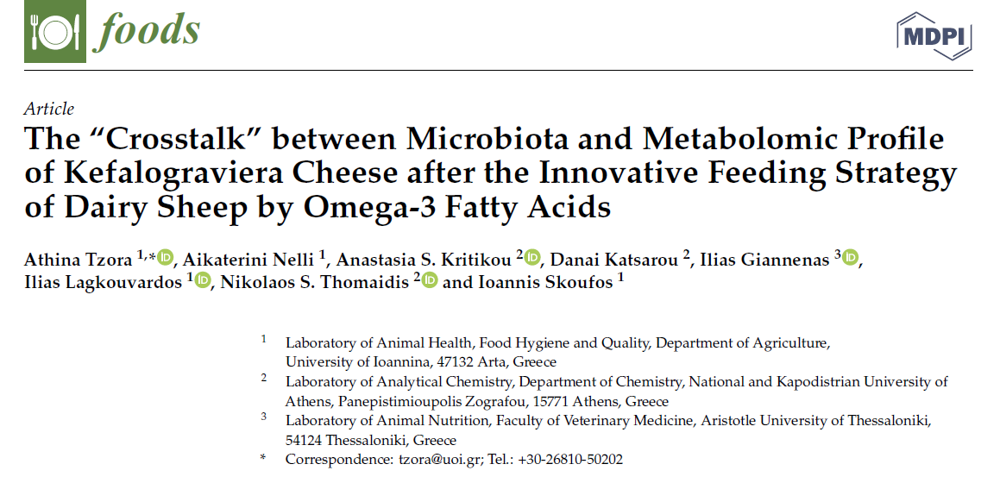 foods
MDPI
Article
The “Crosstalk” between Microbiota and Metabolomic Profile
of Kefalograviera Cheese after the Innovative Feeding Strategy
of Dairy Sheep by Omega-3 Fatty Acids
Athina Tzora 1,* iD, Aikaterini Nelli 1, Anastasia S. Kritikou 2 iD, Danai Katsarou 2, Ilias Giannenas 3 iD,
Ilias Lagkouvardos 1 iD, Nikolaos S. Thomaidis 2 iD and Ioannis Skoufos 1
1 Laboratory of Animal Health, Food Hygiene and Quality, Department of Agriculture,
University of Ioannina, 47132 Arta, Greece
2 Laboratory of Analytical Chemistry, Department of Chemistry, National and Kapodistrian University of
Athens, Panepistimioupolis Zografou, 15771 Athens, Greece
3 Laboratory of Animal Nutrition, Faculty of Veterinary Medicine, Aristotle University of Thessaloniki,
54124 Thessaloniki, Greece
* Correspondence: tzora@uoi.gr; Tel.: +30-26810-50202